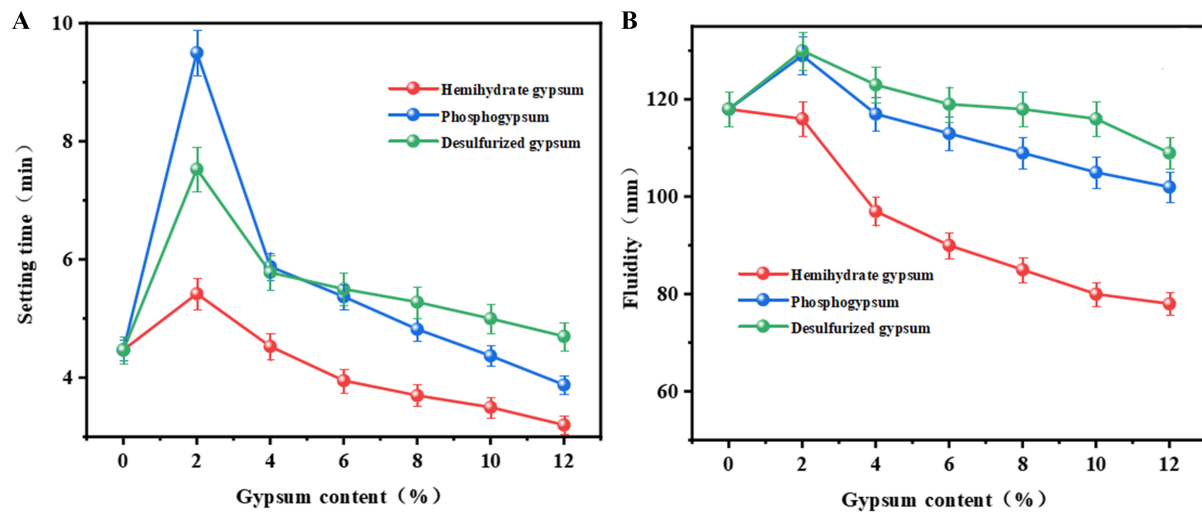 A
10
8
6
4
Setting time（min）
Hemihydrate gypsum
Phosphogypsum
Desulfurized gypsum
0 2 4 6 8 10 12
Gypsum content（%）
B
120
100
80
60
Fluidity（mm）
Hemihydrate gypsum
Phosphogypsum
Desulfurized gypsum
0 2 4 6 8 10 12
Gypsum content（%）